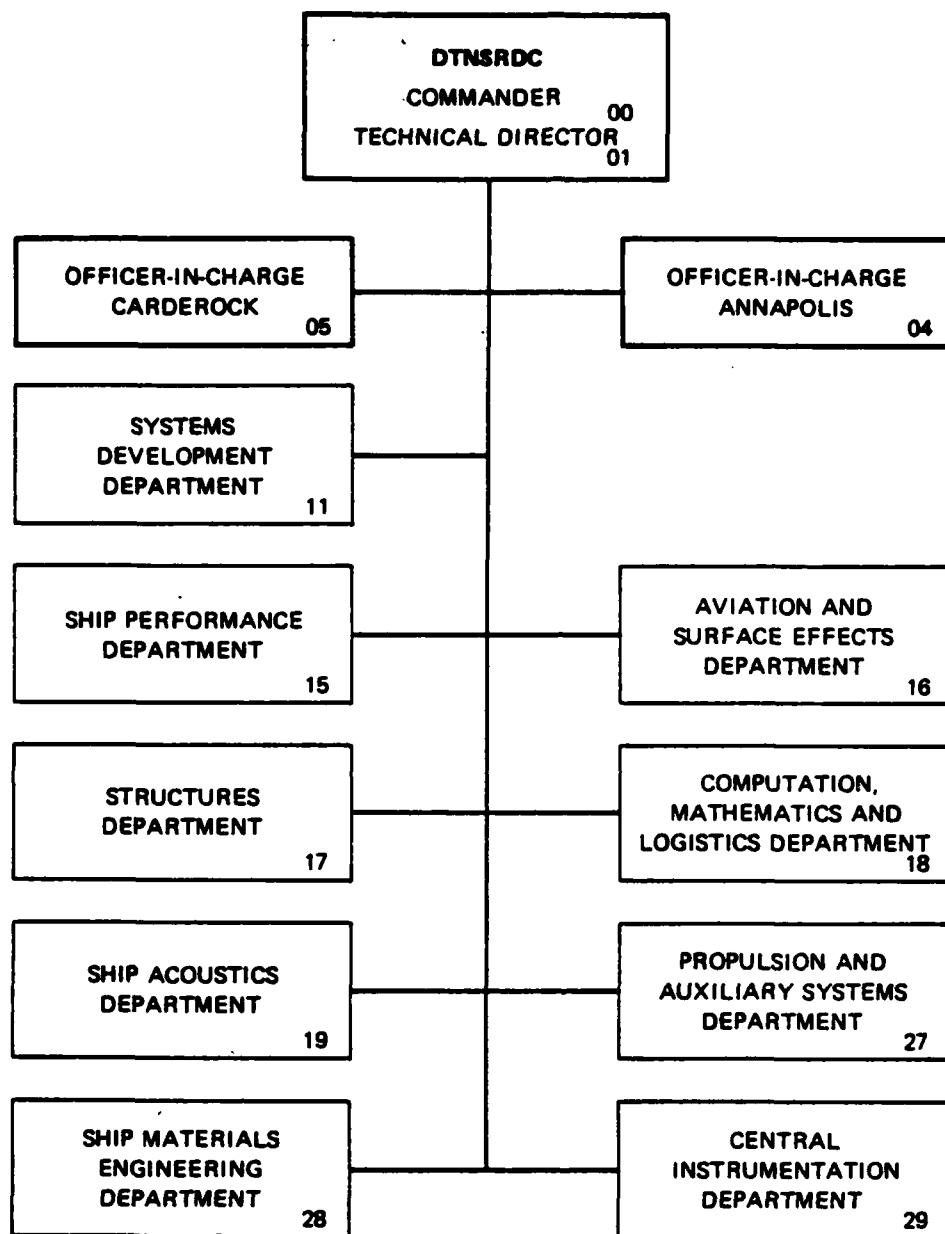 DTNSRDC
COMMANDER
00
TECHNICAL DIRECTOR
01
OFFICER-IN-CHARGE
CARDEROCK
05
OFFICER-IN-CHARGE
ANNAPOLIS
04
SYSTEMS
DEVELOPMENT
DEPARTMENT
11
SHIP PERFORMANCE
DEPARTMENT
15
AVIATION AND
SURFACE EFFECTS
DEPARTMENT
16
STRUCTURES
DEPARTMENT
17
COMPUTATION,
MATHEMATICS AND
LOGISTICS DEPARTMENT
18
SHIP ACOUSTICS
DEPARTMENT
19
PROPULSION AND
AUXILIARY SYSTEMS
DEPARTMENT
27
SHIP MATERIALS
ENGINEERING
DEPARTMENT
28
CENTRAL
INSTRUMENTATION
DEPARTMENT
29